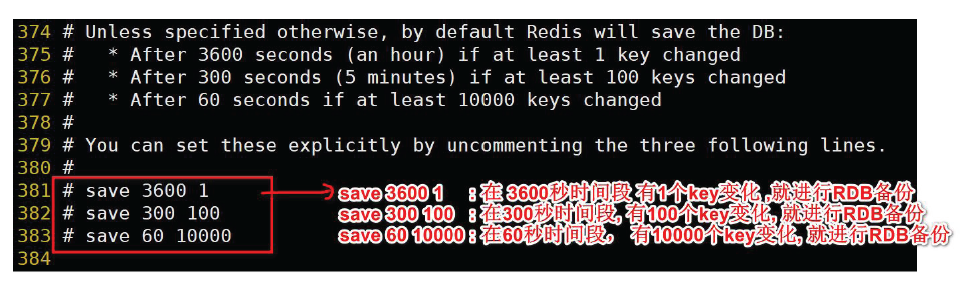 374 # Unless specified otherwise, by default Redis will save the DB:
375 #   * After 3600 seconds (an hour) if at least 1 key changed
376 #   * After 300 seconds (5 minutes) if at least 100 keys changed
377 #   * After 60 seconds if at least 10000 keys changed
378 #
379 # You can set these explicitly by uncommenting the three following lines.
380 #
381 # save 3600 1 save 3600 1 : 在 3600秒时间段 有1个key变化 ,就进行RDB备份
382 # save 300 100 save 300 100 : 在300秒时间段, 有100个key变化, 就进行RDB备份
383 # save 60 10000 save 60 10000 : 在60秒时间段， 有10000个key变化, 就进行RDB备份
384